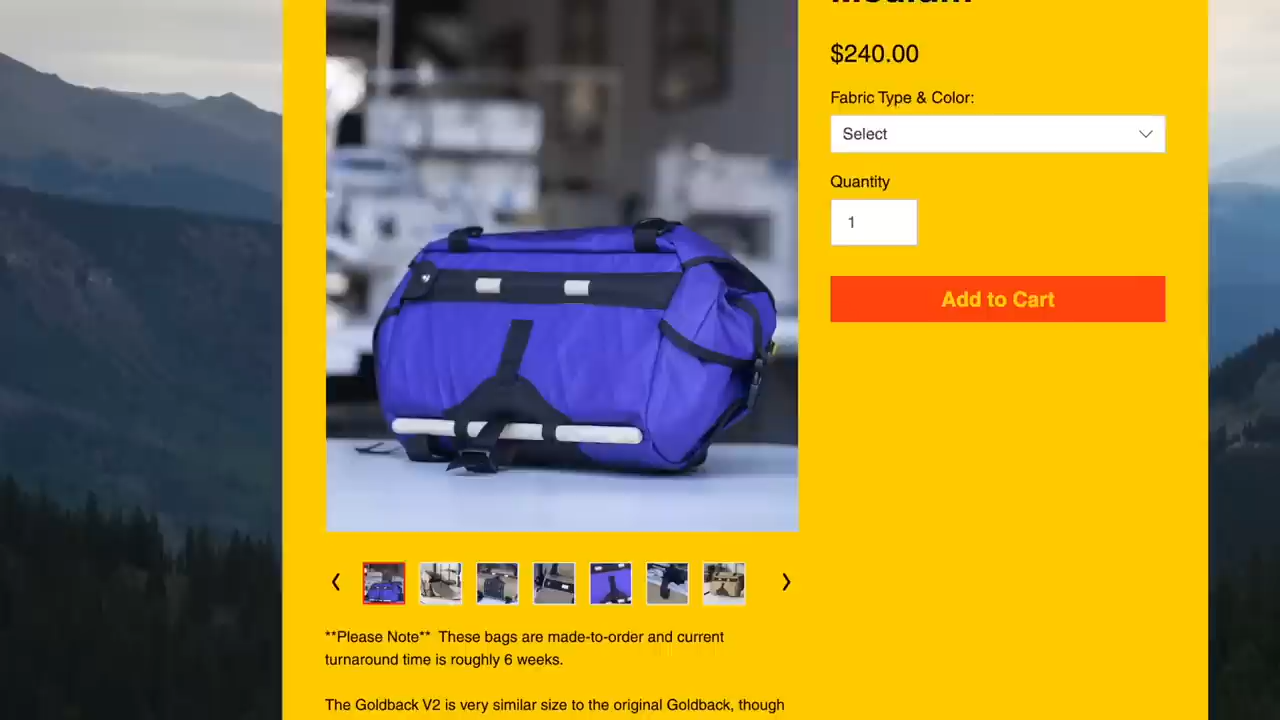 Medium
$240.00
Fabric Type & Color:
Select
Quantity
1
Add to Cart
**Please Note**  These bags are made-to-order and current
turnaround time is roughly 6 weeks.
The Goldback V2 is very similar size to the original Goldback, though